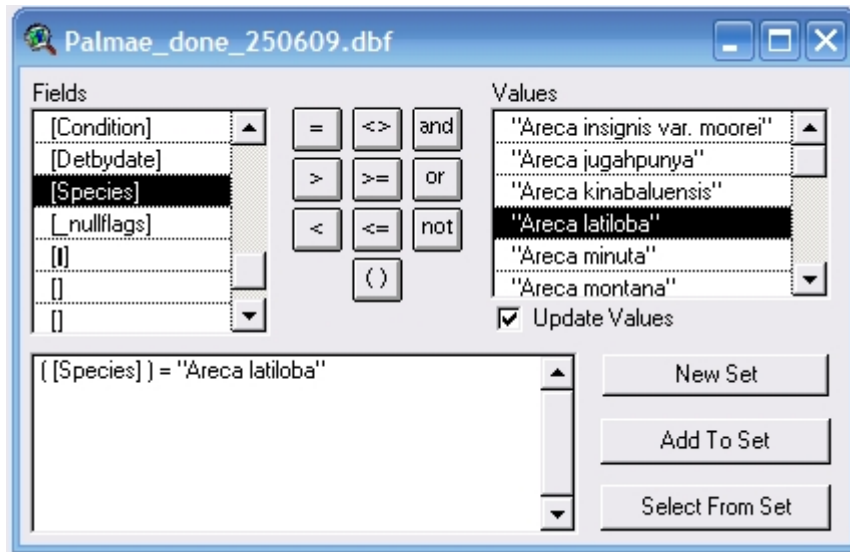 Palmae_done_250609.dbf
Fields
[Condition]
[Detbydate]
[Species]
[_nullflags]
[I]
[]
[]
= <> and
> >= or
< <= not
()
Values
"Areca insignis var. moorei"
"Areca jugahpunya"
"Areca kinabaluensis"
"Areca latiloba"
"Areca minuta"
"Areca montana"
Update Values
( [Species] ) = "Areca latiloba"
New Set
Add To Set
Select From Set